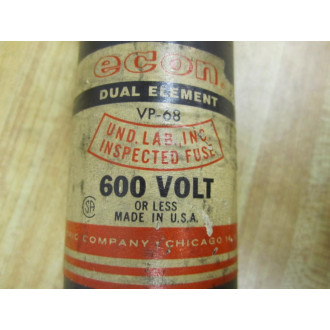 econ
DUAL ELEMENT
VP-68
UND. LAB. INC.
INSPECTED FUSE
600 VOLT
OR LESS
MADE IN U.S.A.
COMPANY · CHICAGO